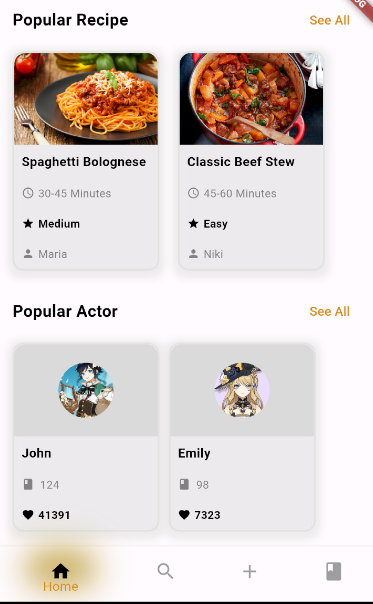 Popular Recipe
See All
Spaghetti Bolognese
Classic Beef Stew
30-45 Minutes
45-60 Minutes
Medium
Easy
Maria
Niki
Popular Actor
See All
John
Emily
124
98
41391
7323
Home